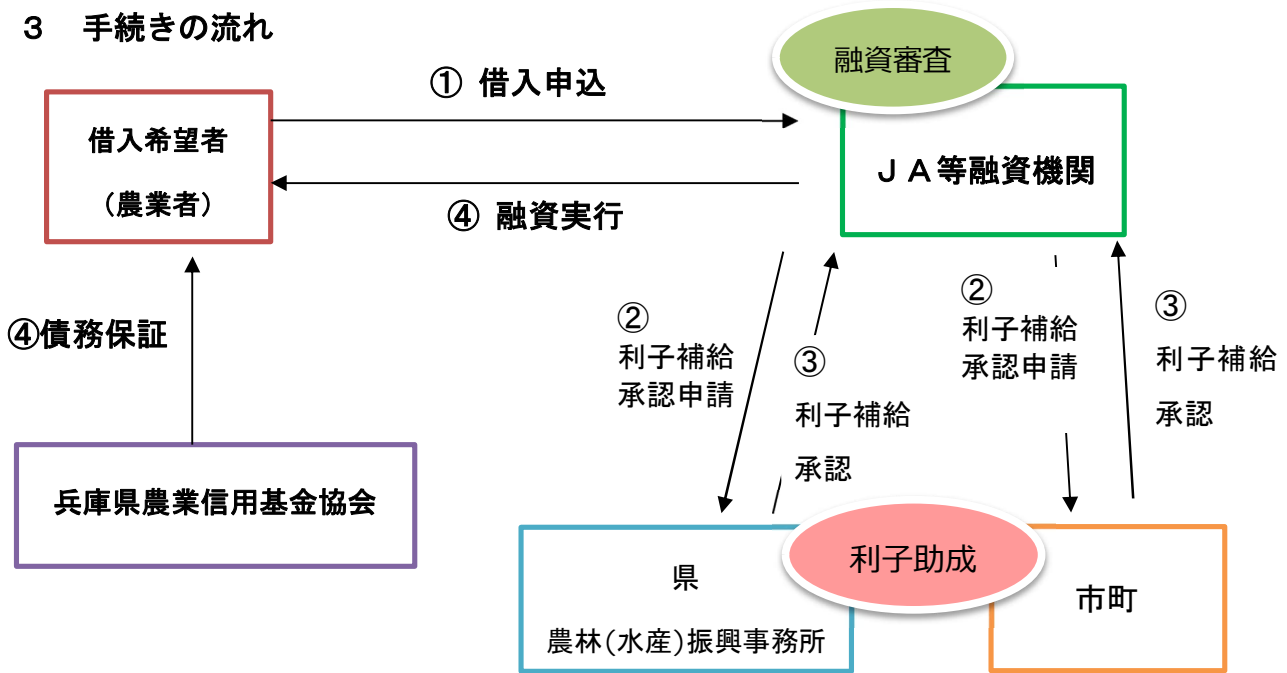 3　手続きの流れ
融資審査
① 借入申込
借入希望者
（農業者）
ＪＡ等融資機関
④ 融資実行
④債務保証
②
利子補給
承認申請
③
利子補給
承認
②
利子補給
承認申請
③
利子補給
承認
兵庫県農業信用基金協会
利子助成
県
農林(水産)振興事務所
市町